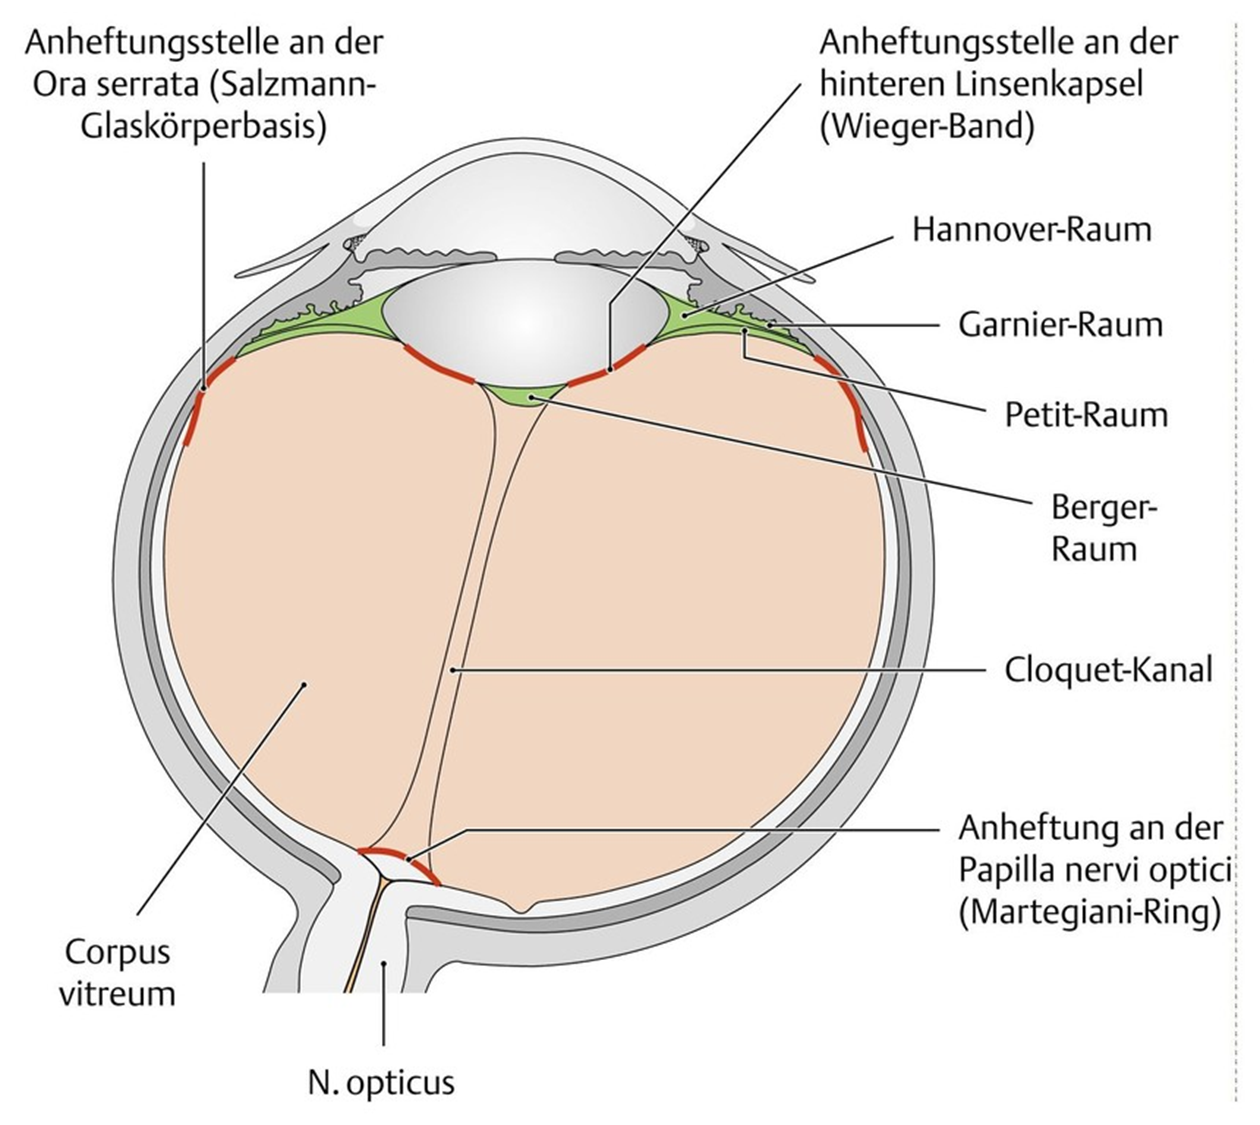 Anheftungsstelle an der
Ora serrata (Salzmann-
Glaskörperbasis)
Anheftungsstelle an der
hinteren Linsenkapsel
(Wieger-Band)
Hannover-Raum
Garnier-Raum
Petit-Raum
Berger-
Raum
Cloquet-Kanal
Anheftung an der
Papilla nervi optici
(Martegiani-Ring)
Corpus
vitreum
N. opticus